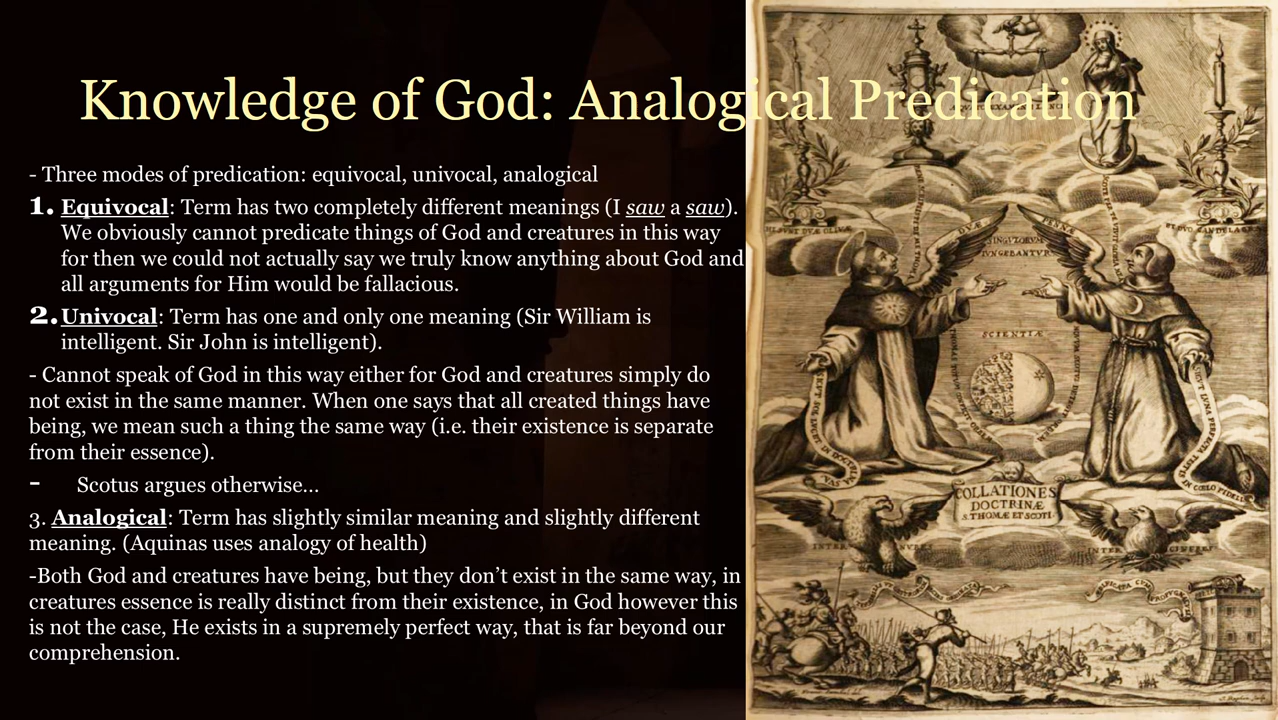 Knowledge of God: Analogical Predication
- Three modes of predication: equivocal, univocal, analogical
1. Equivocal: Term has two completely different meanings (I saw a saw).
We obviously cannot predicate things of God and creatures in this way
for then we could not actually say we truly know anything about God and
all arguments for Him would be fallacious.
2. Univocal: Term has one and only one meaning (Sir William is
intelligent. Sir John is intelligent).
- Cannot speak of God in this way either for God and creatures simply do
not exist in the same manner. When one says that all created things have
being, we mean such a thing the same way (i.e. their existence is separate
from their essence).
- Scotus argues otherwise...
3. Analogical: Term has slightly similar meaning and slightly different
meaning. (Aquinas uses analogy of health)
-Both God and creatures have being, but they don’t exist in the same way, in
creatures essence is really distinct from their existence, in God however this
is not the case, He exists in a supremely perfect way, that is far beyond our
comprehension.
DVÆ
PENNÆ
SINGVLORVM
IVNGEBANTVR
SCIENTIÆ
COLLATIONES
DOCTRINÆ
S. THOMÆ ET SCOTI
INTER
INTER